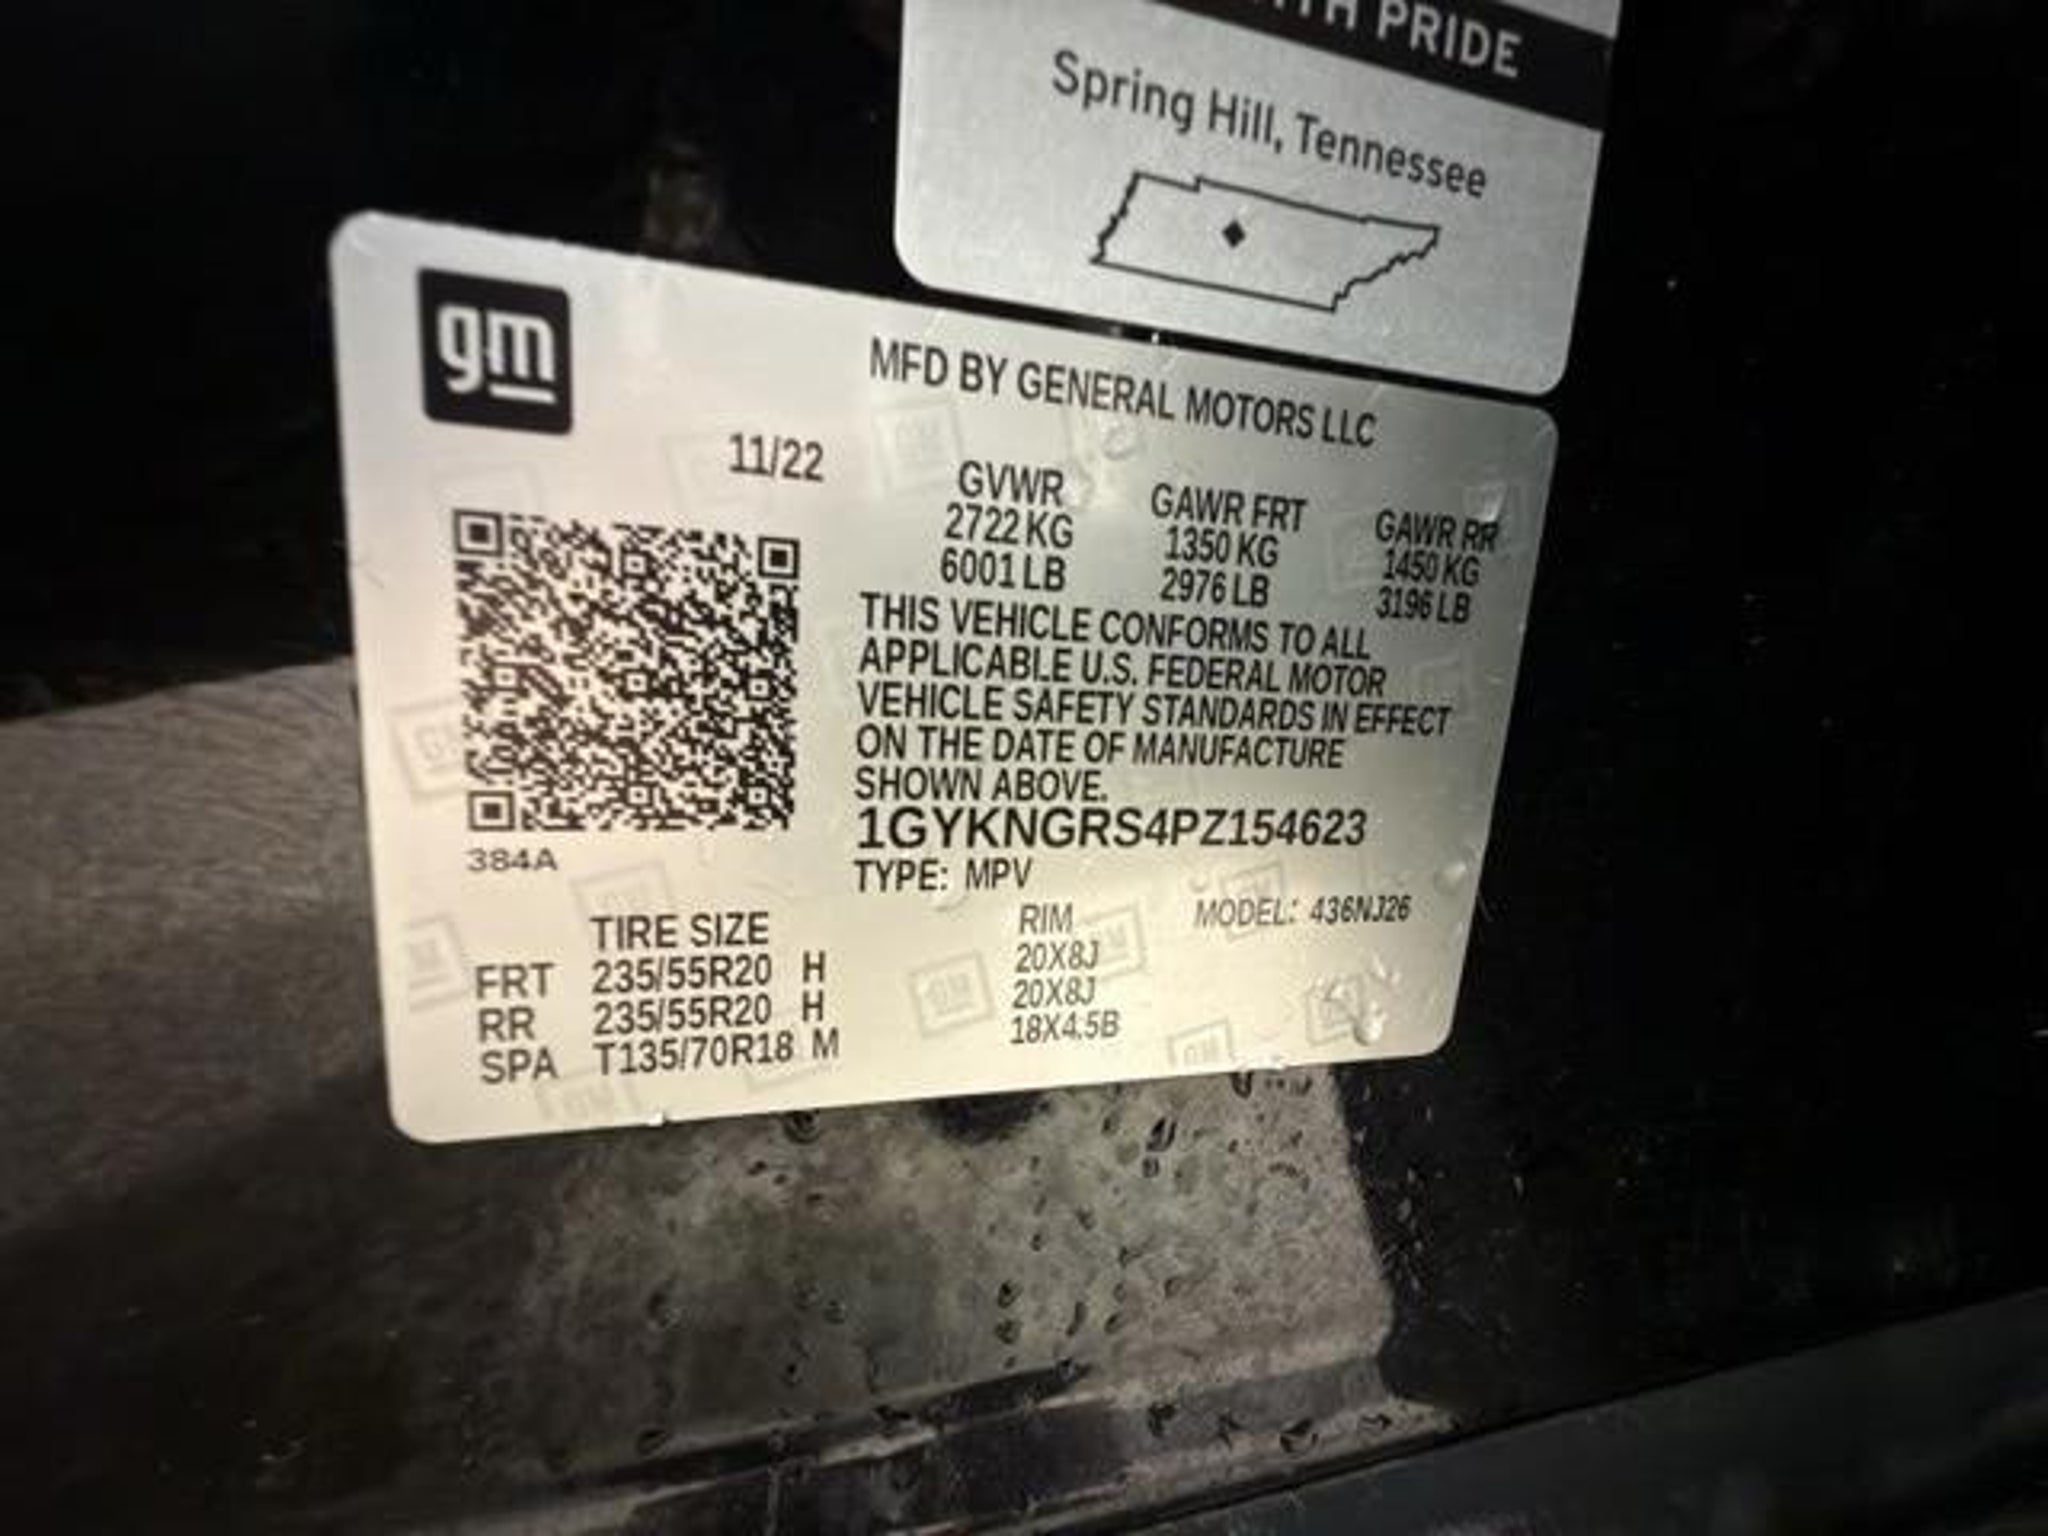 PRIDE
Spring Hill, Tennessee
gm
MFD BY GENERAL MOTORS LLC
11/22
GVWR GAWR FRT GAWR RR
2722 KG 1350 KG 1450 KG
6001 LB 2976 LB 3196 LB
THIS VEHICLE CONFORMS TO ALL
APPLICABLE U.S. FEDERAL MOTOR
VEHICLE SAFETY STANDARDS IN EFFECT
ON THE DATE OF MANUFACTURE
SHOWN ABOVE.
1GYKNGRS4PZ154623
384A
TYPE: MPV
MODEL: 436NJ26
TIRE SIZE RIM
FRT 235/55R20 H 20X8J
RR 235/55R20 H 20X8J
SPA T135/70R18 M 18X4.5B